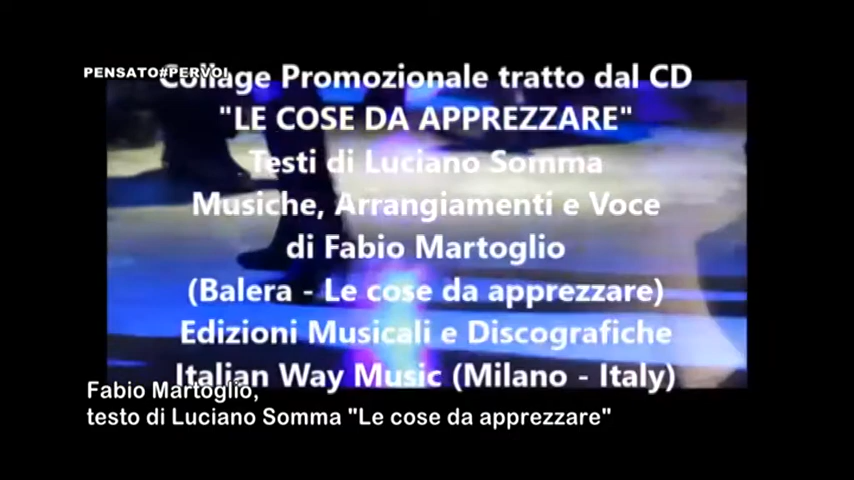 PENSATO#PERVOI
Collage Promozionale tratto dal CD
"LE COSE DA APPREZZARE"
Testi di Luciano Somma
Musiche, Arrangiamenti e Voce
di Fabio Martoglio
(Balera - Le cose da apprezzare)
Edizioni Musicali e Discografiche
Italian Way Music (Milano - Italy)
Fabio Martoglio,
testo di Luciano Somma "Le cose da apprezzare"